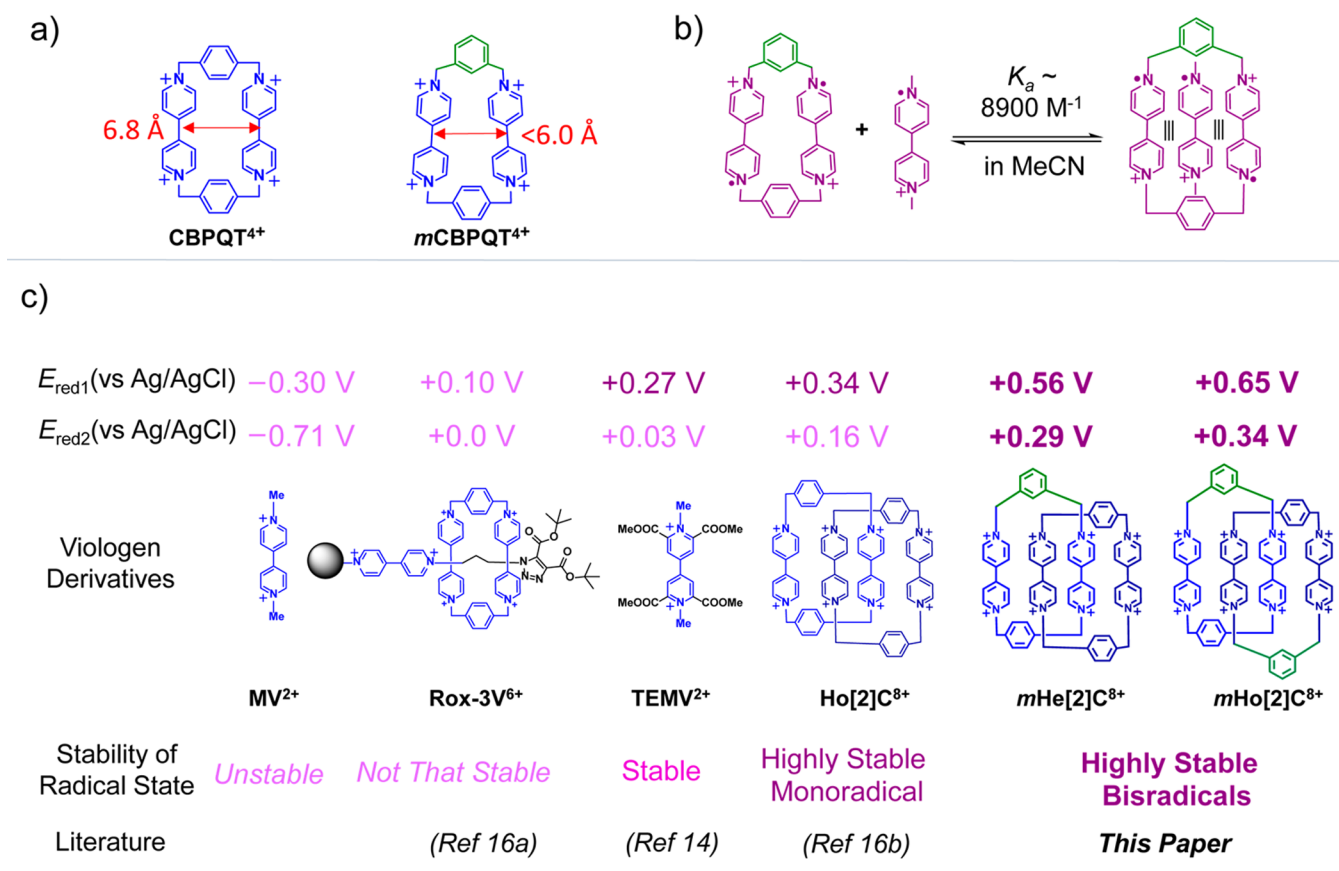 a)
6.8 Å
<6.0 Å
CBPQT4+
mCBPQT4+
b)
+
Ka ~
8900 M-1
in MeCN
c)
Ered1(vs Ag/AgCl) −0.30 V +0.10 V +0.27 V +0.34 V +0.56 V +0.65 V
Ered2(vs Ag/AgCl) −0.71 V +0.0 V +0.03 V +0.16 V +0.29 V +0.34 V
Viologen
Derivatives
Me
Me
N
N=N
O
O
O
O
Me
MeOOC COOMe
MeOOC COOMe
Me
MV2+ Rox-3V6+ TEMV2+ Ho[2]C8+ mHe[2]C8+ mHo[2]C8+
Stability of
Radical State
Unstable
Not That Stable
Stable
Highly Stable
Monoradical
Highly Stable
Bisradicals
Literature (Ref 16a) (Ref 14) (Ref 16b) This Paper